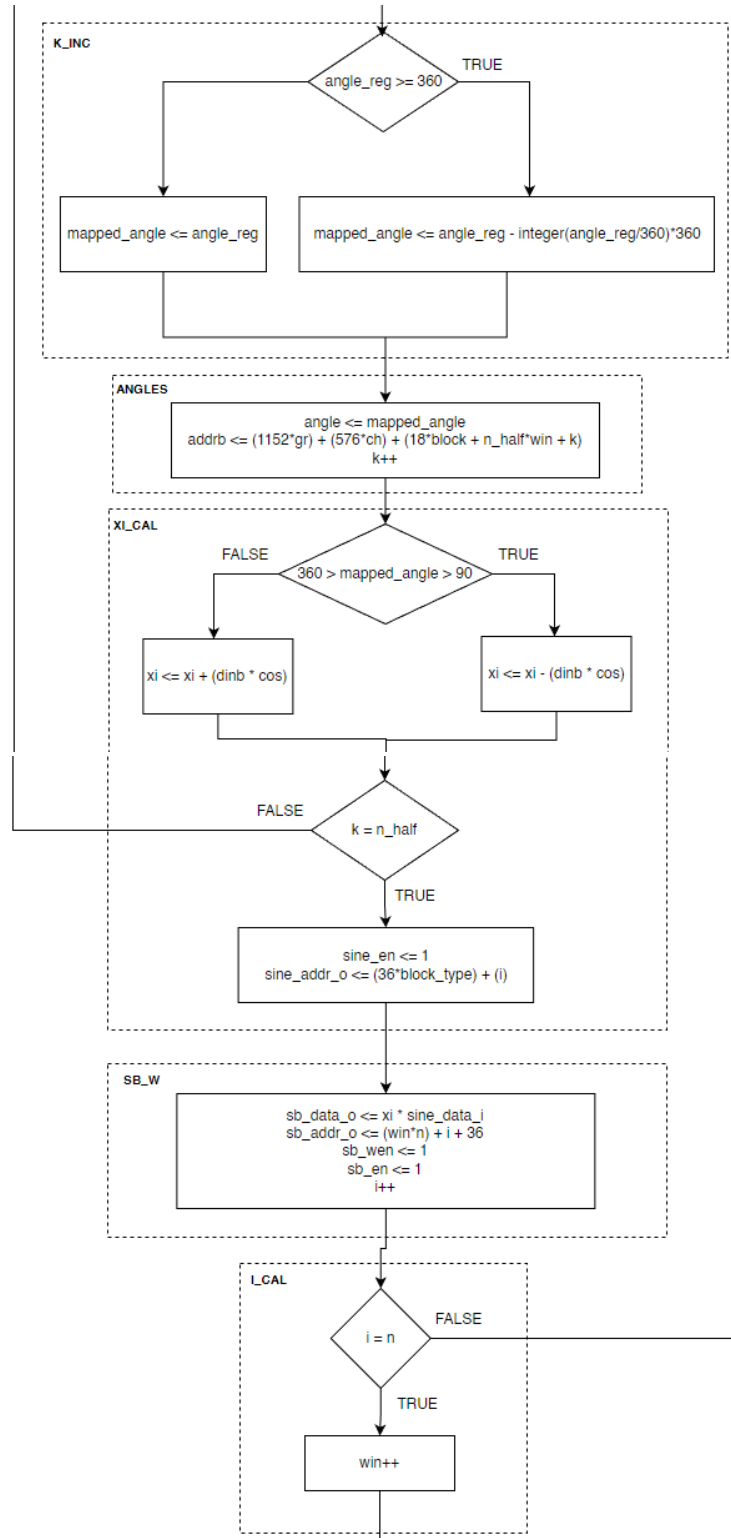 K_INC
angle_reg >= 360
TRUE
mapped_angle <= angle_reg
mapped_angle <= angle_reg - integer(angle_reg/360)*360
ANGLES
angle <= mapped_angle
addrb <= (1152*gr) + (576*ch) + (18*block + n_half*win + k)
k++
XI_CAL
FALSE
TRUE
360 > mapped_angle > 90
xi <= xi + (dinb * cos)
xi <= xi - (dinb * cos)
FALSE
k = n_half
TRUE
sine_en <= 1
sine_addr_o <= (36*block_type) + (i)
SB_W
sb_data_o <= xi * sine_data_i
sb_addr_o <= (win*n) + i + 36
sb_wen <= 1
sb_en <= 1
i++
I_CAL
FALSE
i = n
TRUE
win++